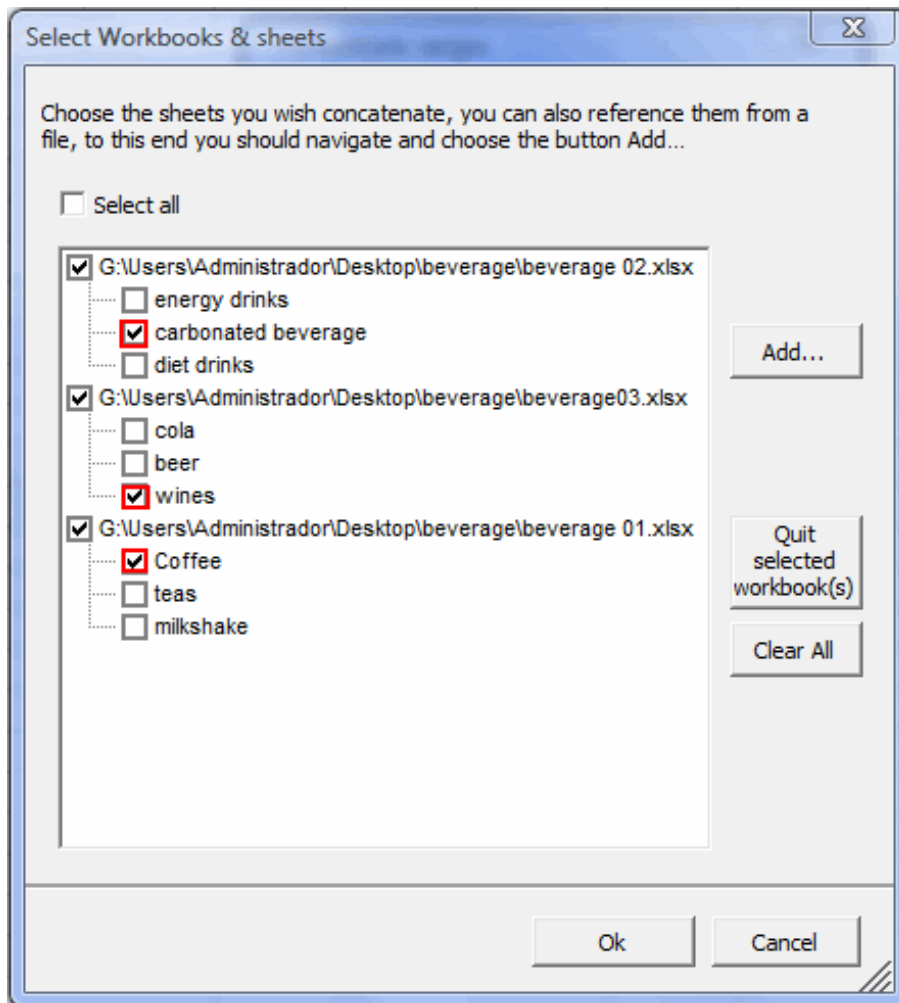 Select Workbooks & sheets
Choose the sheets you wish concatenate, you can also reference them from a
file, to this end you should navigate and choose the button Add...
Select all
G:\Users\Administrador\Desktop\beverage\beverage 02.xlsx
energy drinks
carbonated beverage
diet drinks
G:\Users\Administrador\Desktop\beverage\beverage03.xlsx
cola
beer
wines
G:\Users\Administrador\Desktop\beverage\beverage 01.xlsx
Coffee
teas
milkshake
Add...
Quit
selected
workbook(s)
Clear All
Ok
Cancel